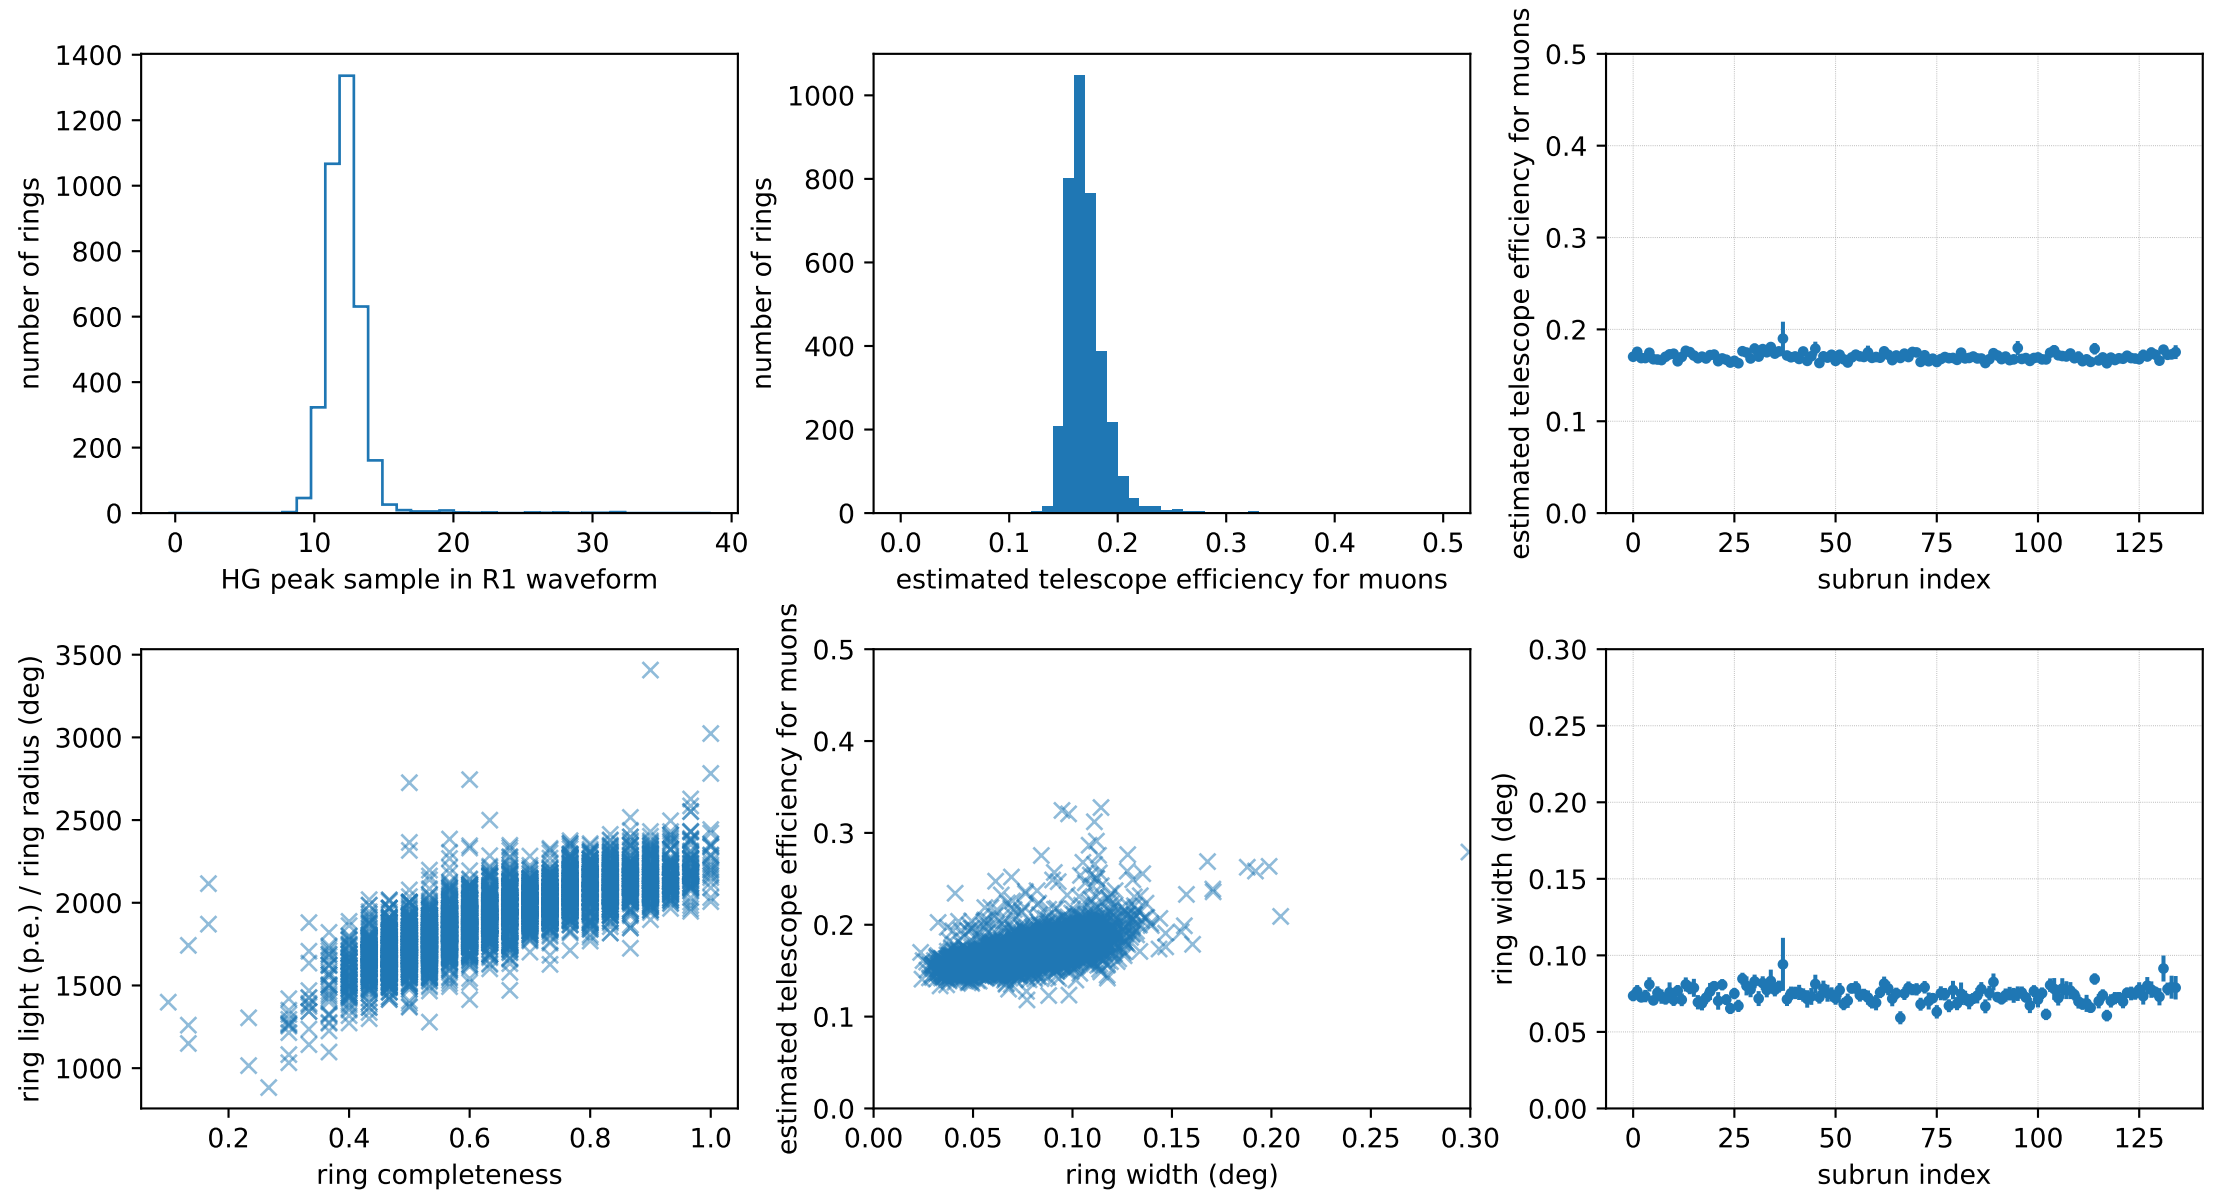 1400
1200
1000
800
600
400
200
0
number of rings
0 10 20 30 40
HG peak sample in R1 waveform
1000
800
600
400
200
0
number of rings
0.0 0.1 0.2 0.3 0.4 0.5
estimated telescope efficiency for muons
0.5
0.4
0.3
0.2
0.1
0.0
estimated telescope efficiency for muons
0 25 50 75 100 125
subrun index
3500
3000
2500
2000
1500
1000
ring light (p.e.) / ring radius (deg)
0.2 0.4 0.6 0.8 1.0
ring completeness
0.5
0.4
0.3
0.2
0.1
0.0
estimated telescope efficiency for muons
0.00 0.05 0.10 0.15 0.20 0.25 0.30
ring width (deg)
0.30
0.25
0.20
0.15
0.10
0.05
0.00
ring width (deg)
0 25 50 75 100 125
subrun index